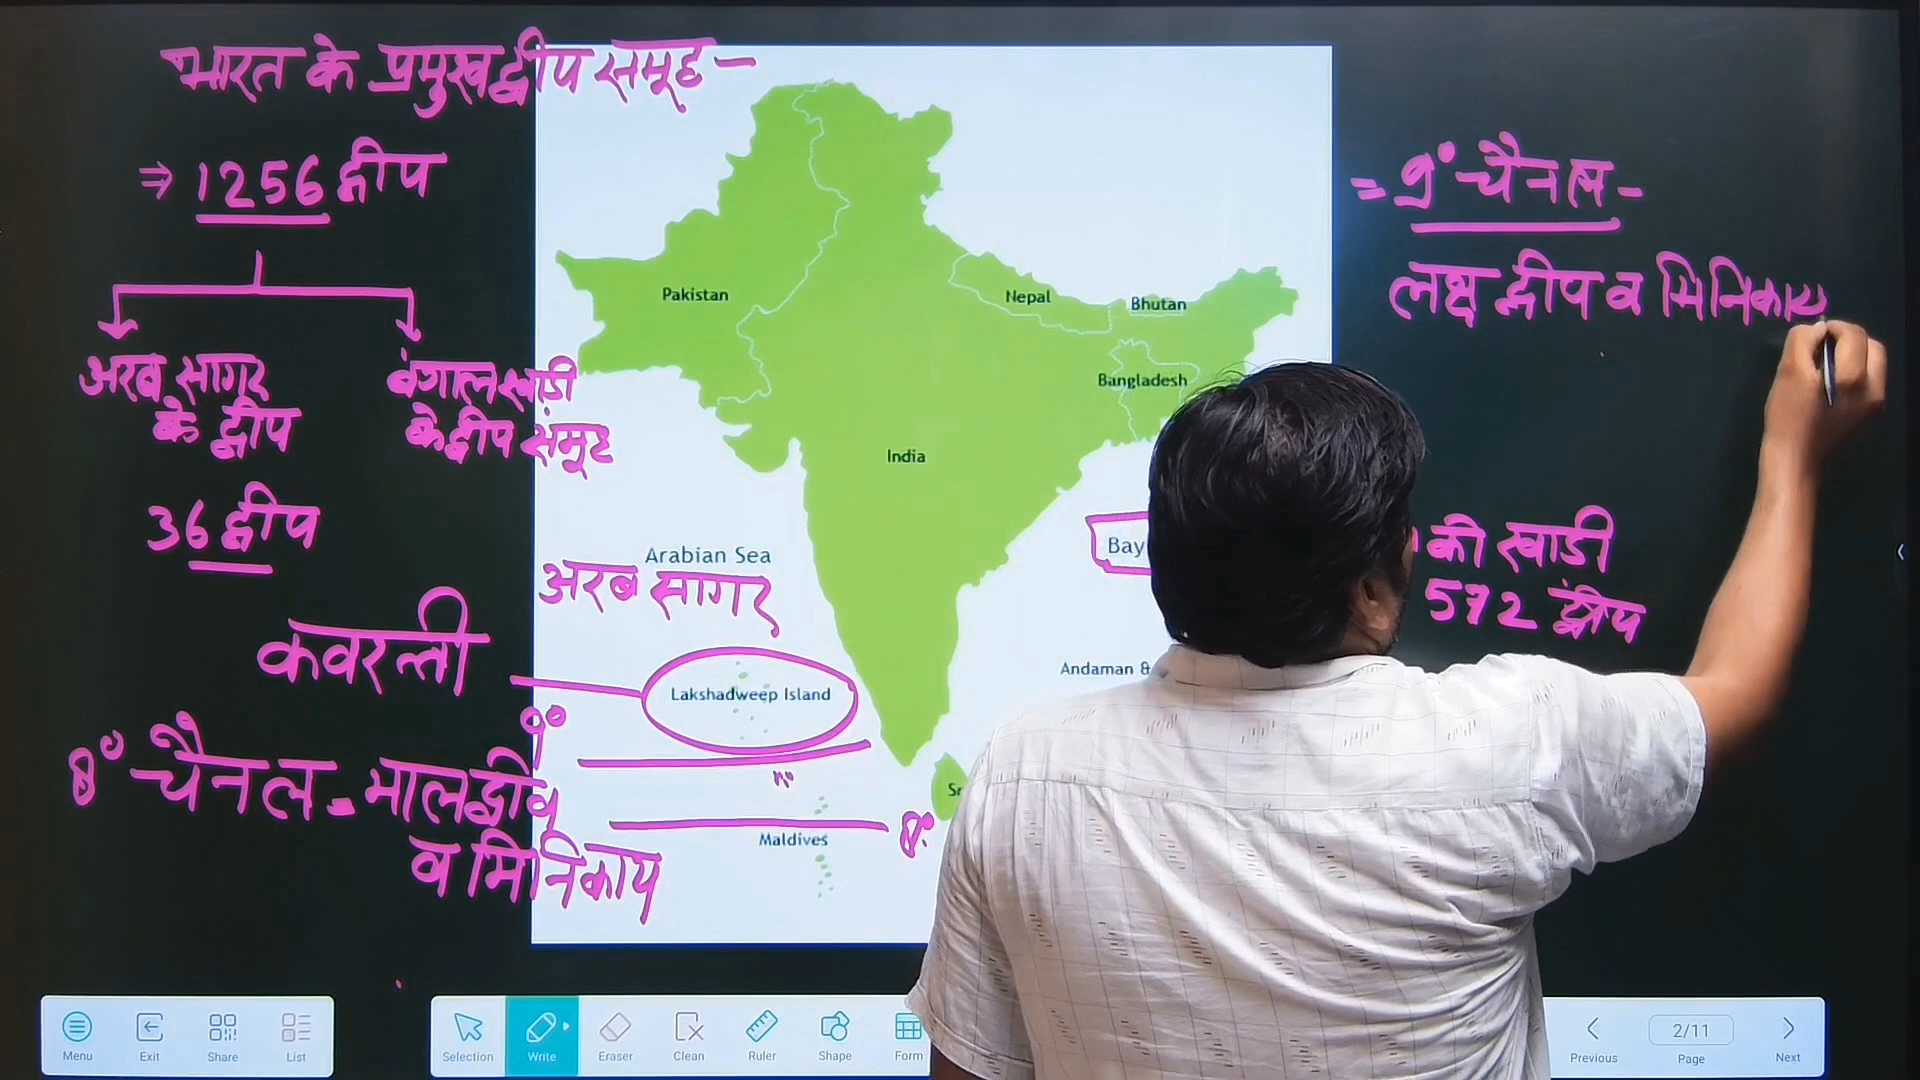 भारत के प्रमुख द्वीप समूह -
⇒ 1256 द्वीप
अरब सागर
के द्वीप
36 द्वीप
बंगाल खाडी
के द्वीप समूह
कवरत्ती
8° चैनल - मालद्वीव
व मिनिकाय
Pakistan
Nepal
Bhutan
Bangladesh
India
Arabian Sea
अरब सागर
Bay
Lakshadweep Island
9°
Andaman &
Maldives
8°
Sr
= 9° चैनल -
लक्ष द्वीप व मिनिकाय
की खाडी
572 द्वीप
Menu
Exit
Share
List
Selection
Write
Eraser
Clean
Ruler
Shape
Form
Previous
2/11
Page
Next